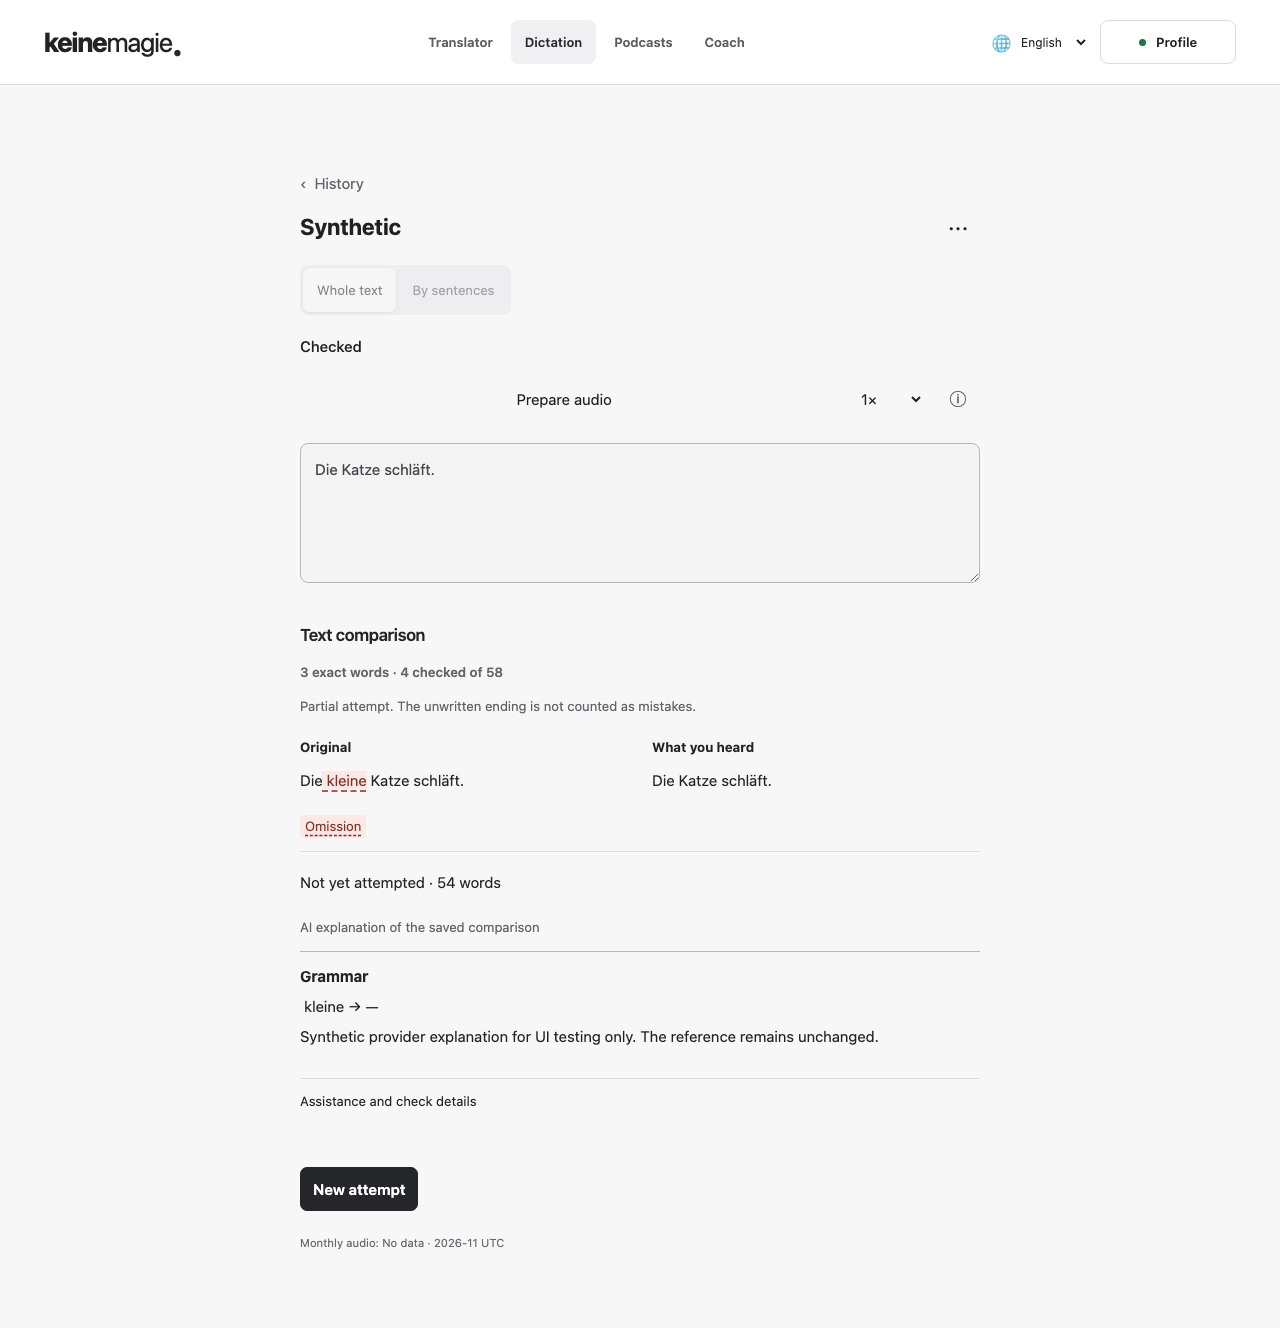 keinemagie.
Translator Dictation Podcasts Coach
English
Profile
‹ History
Synthetic
...
Whole text By sentences
Checked
Prepare audio
1×
ⓘ
Die Katze schläft.
Text comparison
3 exact words · 4 checked of 58
Partial attempt. The unwritten ending is not counted as mistakes.
Original
Die kleine Katze schläft.
What you heard
Die Katze schläft.
Omission
Not yet attempted · 54 words
AI explanation of the saved comparison
Grammar
kleine → —
Synthetic provider explanation for UI testing only. The reference remains unchanged.
Assistance and check details
New attempt
Monthly audio: No data · 2026-11 UTC